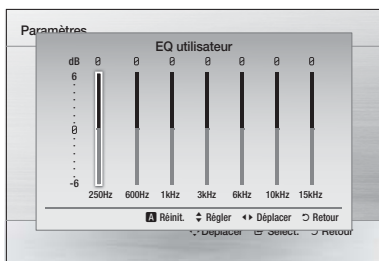 Paramètres
EQ utilisateur
dB 0 0 0 0 0 0 0
6
0
-6
250Hz 600Hz 1kHz 3kHz 6kHz 10kHz 15kHz
A Réinit. Régler Déplacer Retour
Déplacer Sélect. Retour